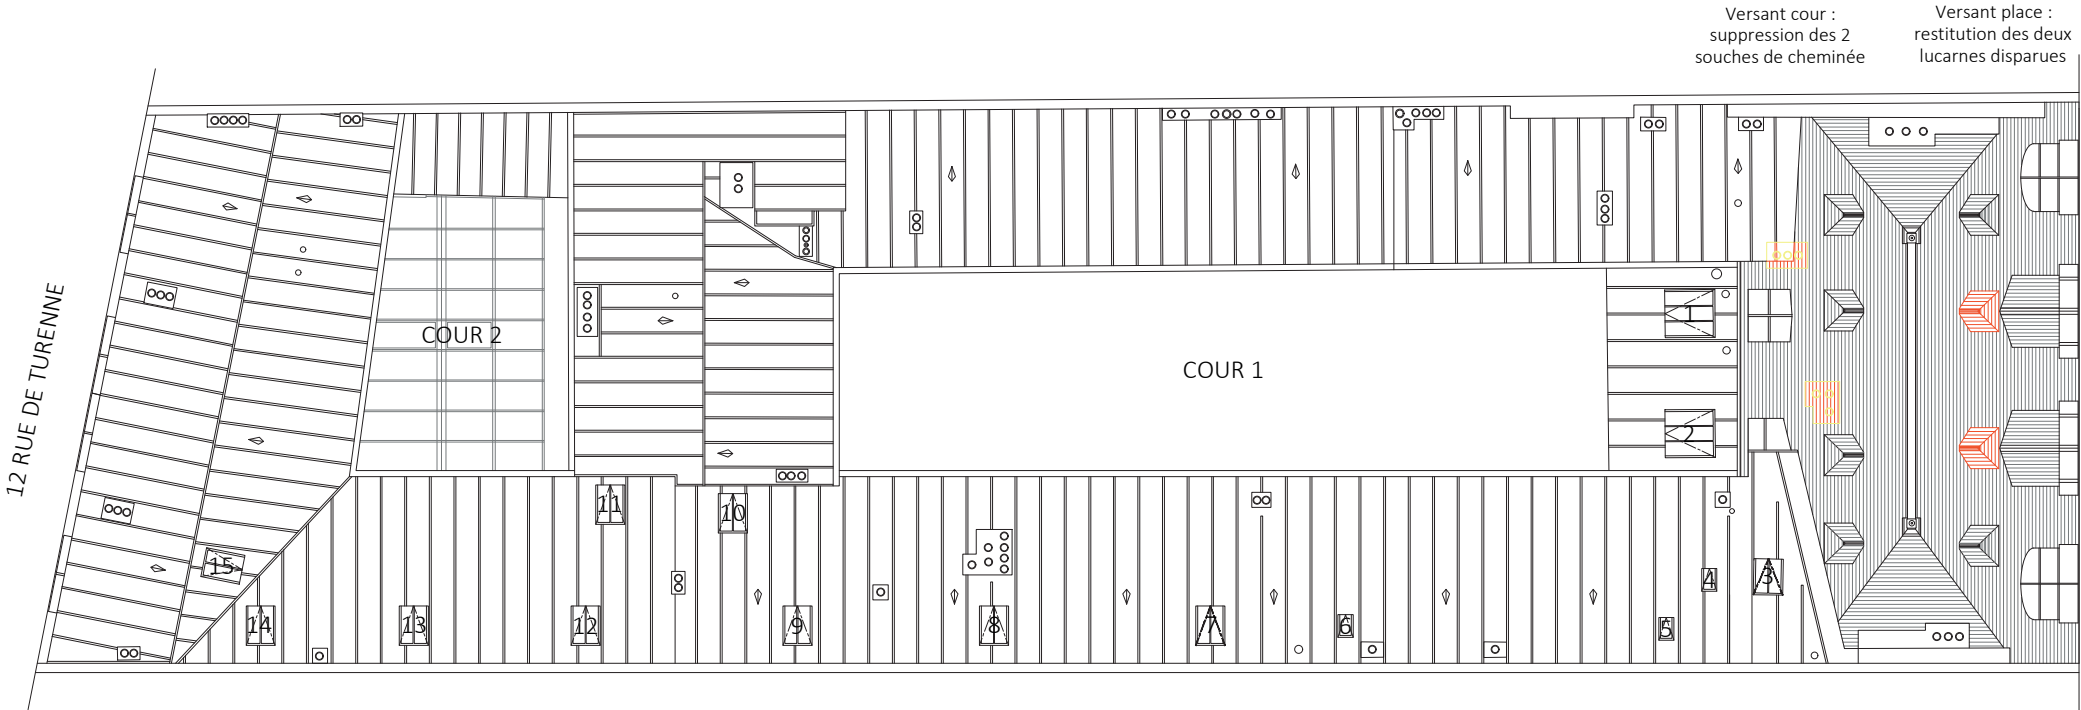 Versant cour :
suppression des 2
souches de cheminée
Versant place :
restitution des deux
lucarnes disparues
12 RUE DE TURENNE
COUR 2
COUR 1
1
2
3
4
5
6
7
8
9
10
11
12
13
14
15